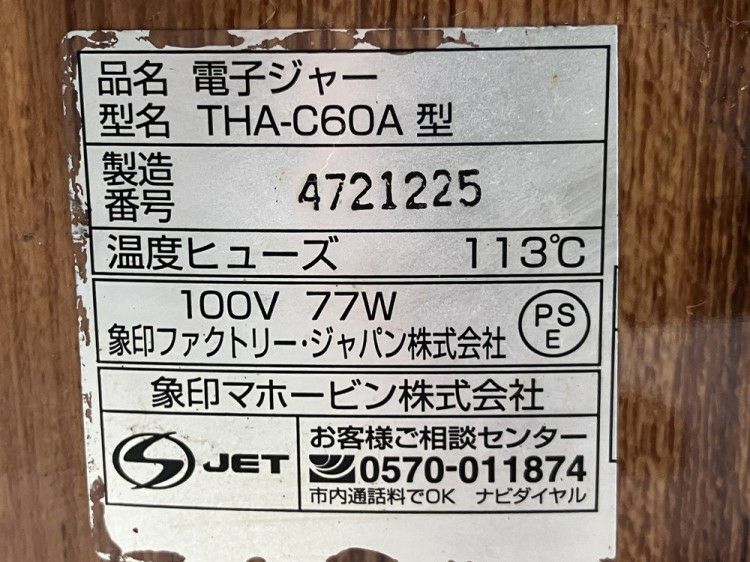 品名 電子ジャー
型名 THA-C60A 型
製造番号 4721225
温度ヒューズ 113℃
100V 77W
象印ファクトリー・ジャパン株式会社
PSE
象印マホービン株式会社
S JET
お客様ご相談センター
0570-011874
市内通話料でOK ナビダイヤル